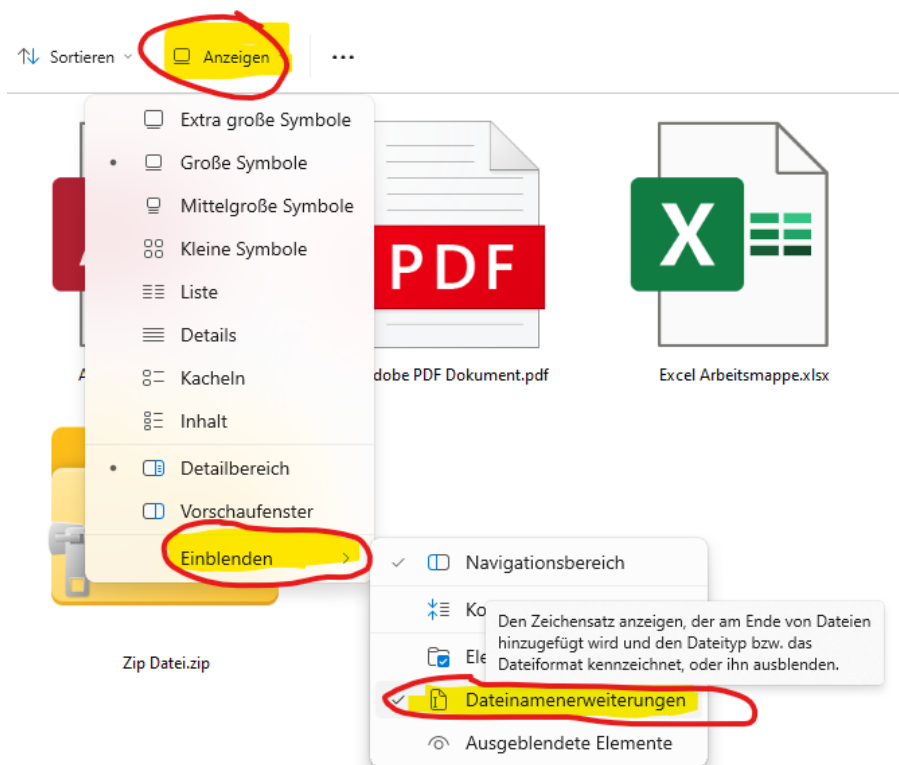 Sortieren
Anzeigen
Extra große Symbole
Große Symbole
Mittelgroße Symbole
Kleine Symbole
Liste
Details
Kacheln
Inhalt
Detailbereich
Vorschaufenster
Einblenden
PDF
X
dobe PDF Dokument.pdf
Excel Arbeitsmappe.xlsx
Zip Datei.zip
Navigationsbereich
Ko
Ele
Den Zeichensatz anzeigen, der am Ende von Dateien
hinzugefügt wird und den Dateityp bzw. das
Dateiformat kennzeichnet, oder ihn ausblenden.
Dateinamenerweiterungen
Ausgeblendete Elemente